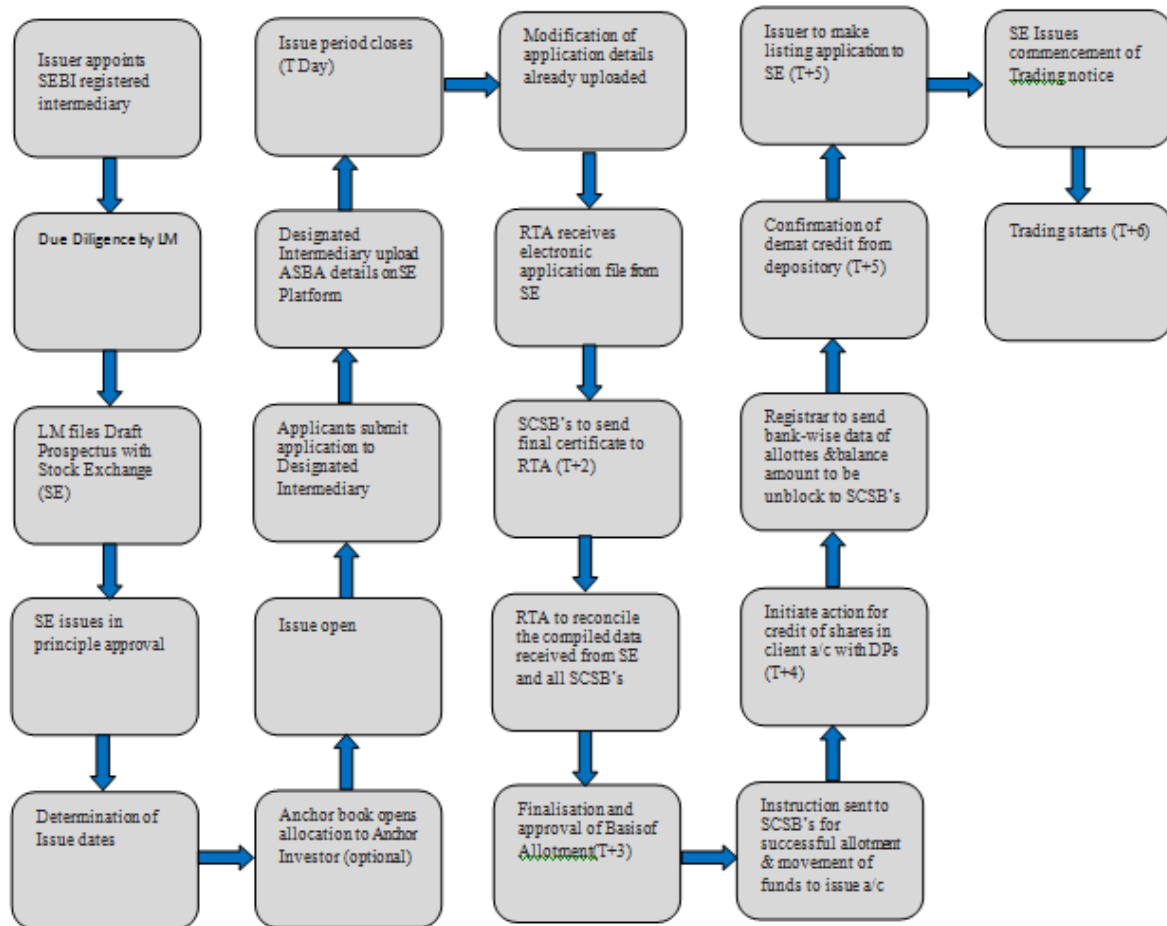 Issuer appoints
SEBI registered
intermediary
Due Diligence by LM
LM files Draft
Prospectus with
Stock Exchange
(SE)
SE issues in
principle approval
Determination of
Issue dates
Anchor book opens
allocation to Anchor
Investor (optional)
Issue open
Applicants submit
application to
Designated
Intermediary
Designated
Intermediary upload
ASBA details on SE
Platform
Issue period closes
(T Day)
Modification of
application details
already uploaded
RTA receives
electronic
application file from
SE
SCSB's to send
final certificate to
RTA (T+2)
RTA to reconcile
the compiled data
received from SE
and all SCSB's
Finalisation and
approval of Basis of
Allotment(T+3)
Instruction sent to
SCSB's for
successful allotment
& movement of
funds to issue a/c
Initiate action for
credit of shares in
client a/c with DPs
(T+4)
Registrar to send
bank-wise data of
allottes &balance
amount to be
unblock to SCSB's
Confirmation of
demat credit from
depository (T+5)
Issuer to make
listing application to
SE (T+5)
SE Issues
commencement of
Trading notice
Trading starts (T+6)